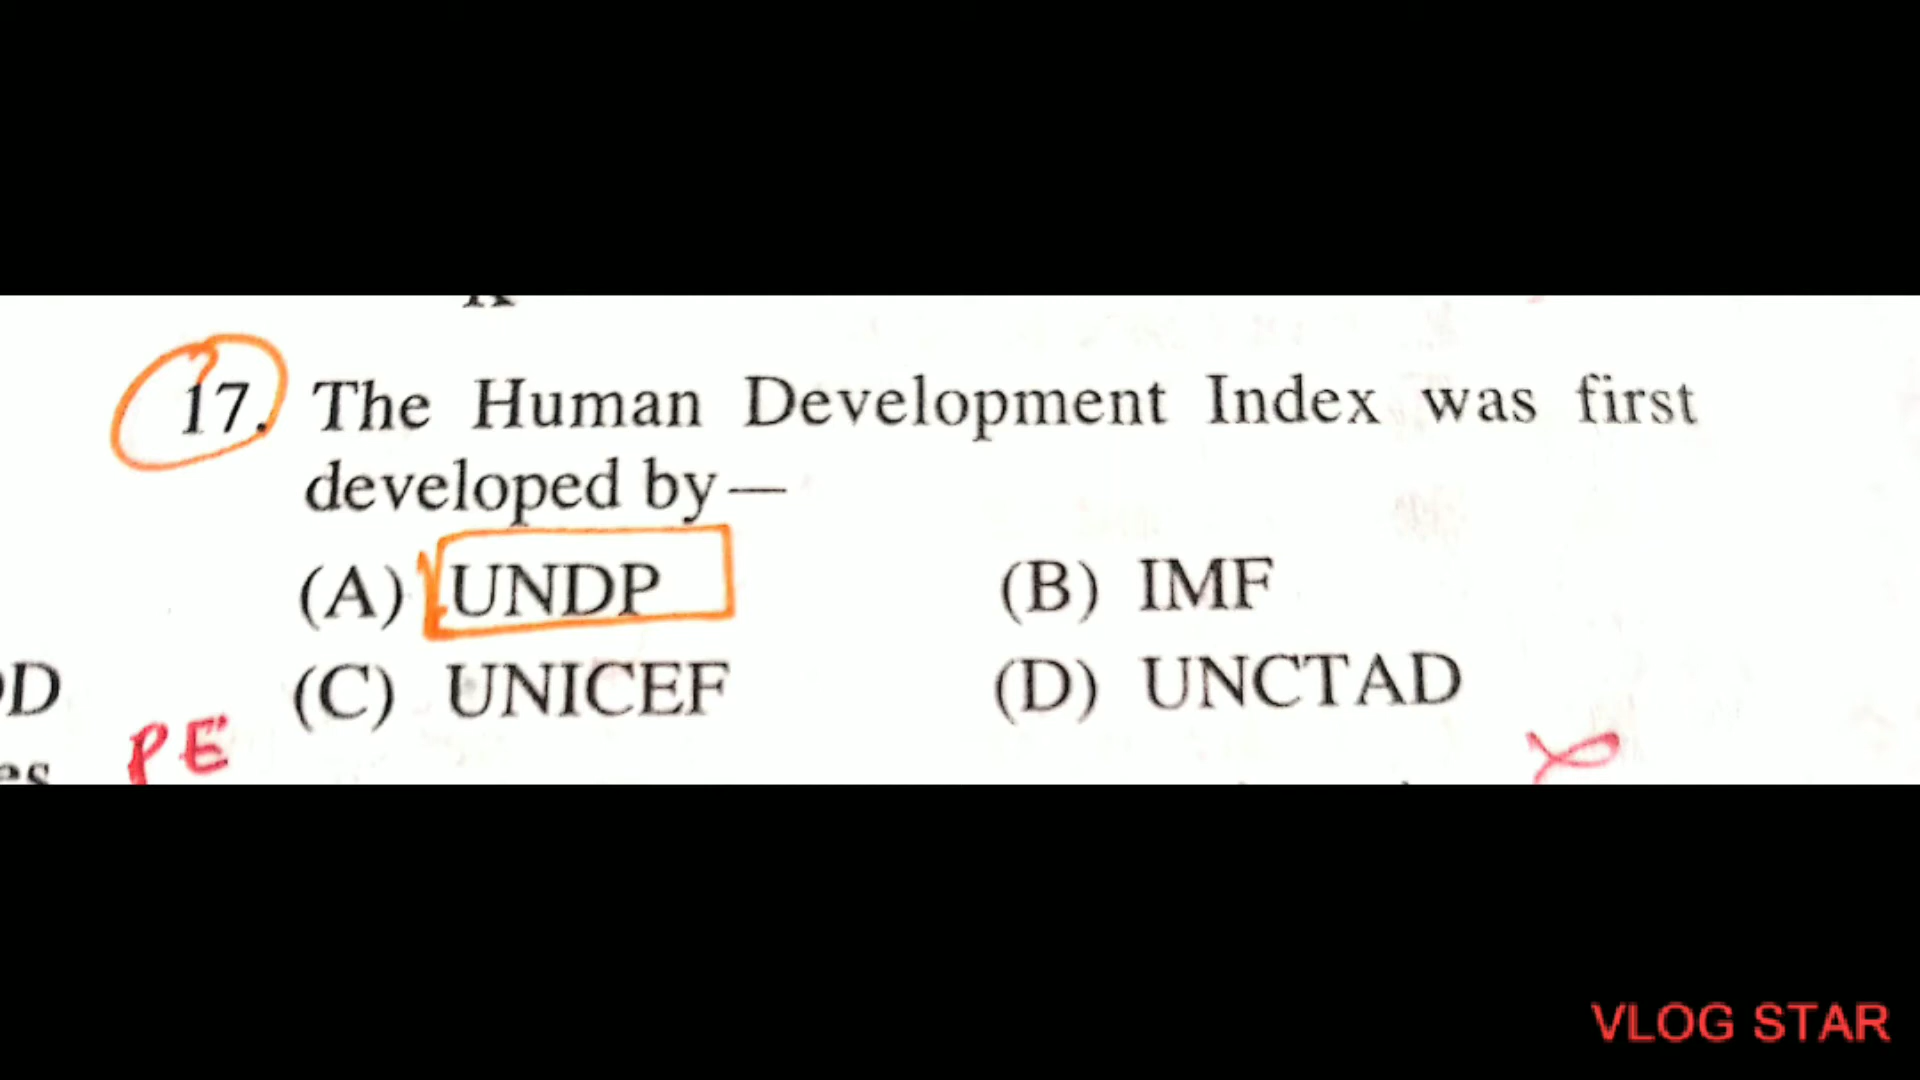 17. The Human Development Index was first
developed by—
(A) UNDP (B) IMF
(C) UNICEF (D) UNCTAD
PE
VLOG STAR